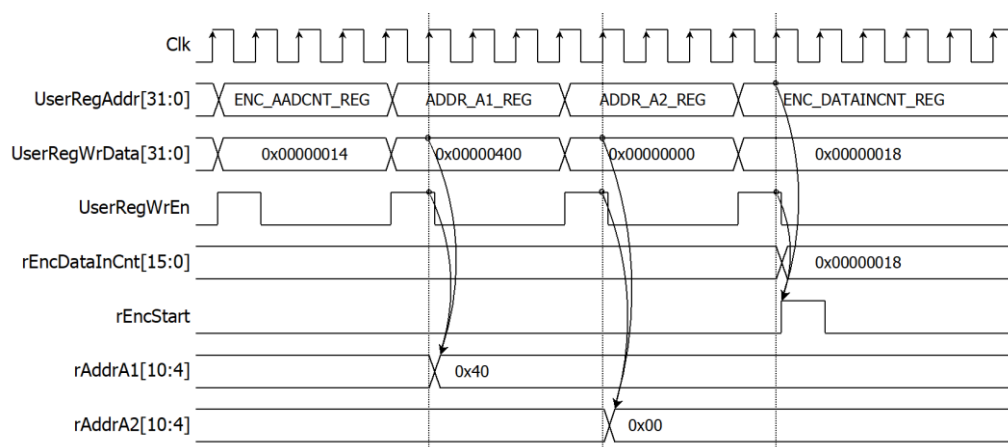 Clk
UserRegAddr[31:0] ENC_AADCNT_REG ADDR_A1_REG ADDR_A2_REG ENC_DATAINCNT_REG
UserRegWrData[31:0] 0x00000014 0x00000400 0x00000000 0x00000018
UserRegWrEn
rEncDataInCnt[15:0] 0x00000018
rEncStart
rAddrA1[10:4] 0x40
rAddrA2[10:4] 0x00